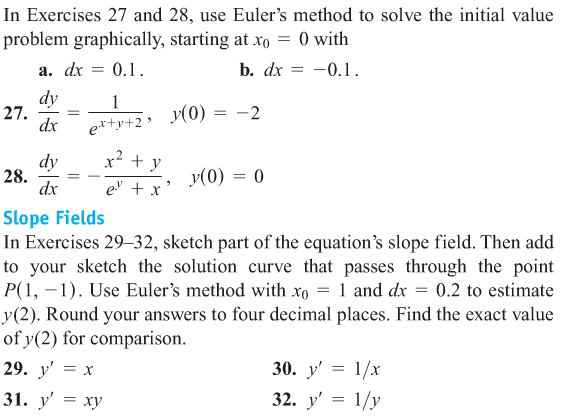 In Exercises 27 and 28, use Euler's method to solve the initial value
problem graphically, starting at x₀ = 0 with
a. dx = 0.1. b. dx = −0.1.
27. dy/dx = 1/e^(x+y+2), y(0) = −2
28. dy/dx = −(x² + y)/(e^y + x), y(0) = 0
Slope Fields
In Exercises 29–32, sketch part of the equation's slope field. Then add
to your sketch the solution curve that passes through the point
P(1, −1). Use Euler's method with x₀ = 1 and dx = 0.2 to estimate
y(2). Round your answers to four decimal places. Find the exact value
of y(2) for comparison.
29. y′ = x 30. y′ = 1/x
31. y′ = xy 32. y′ = 1/y